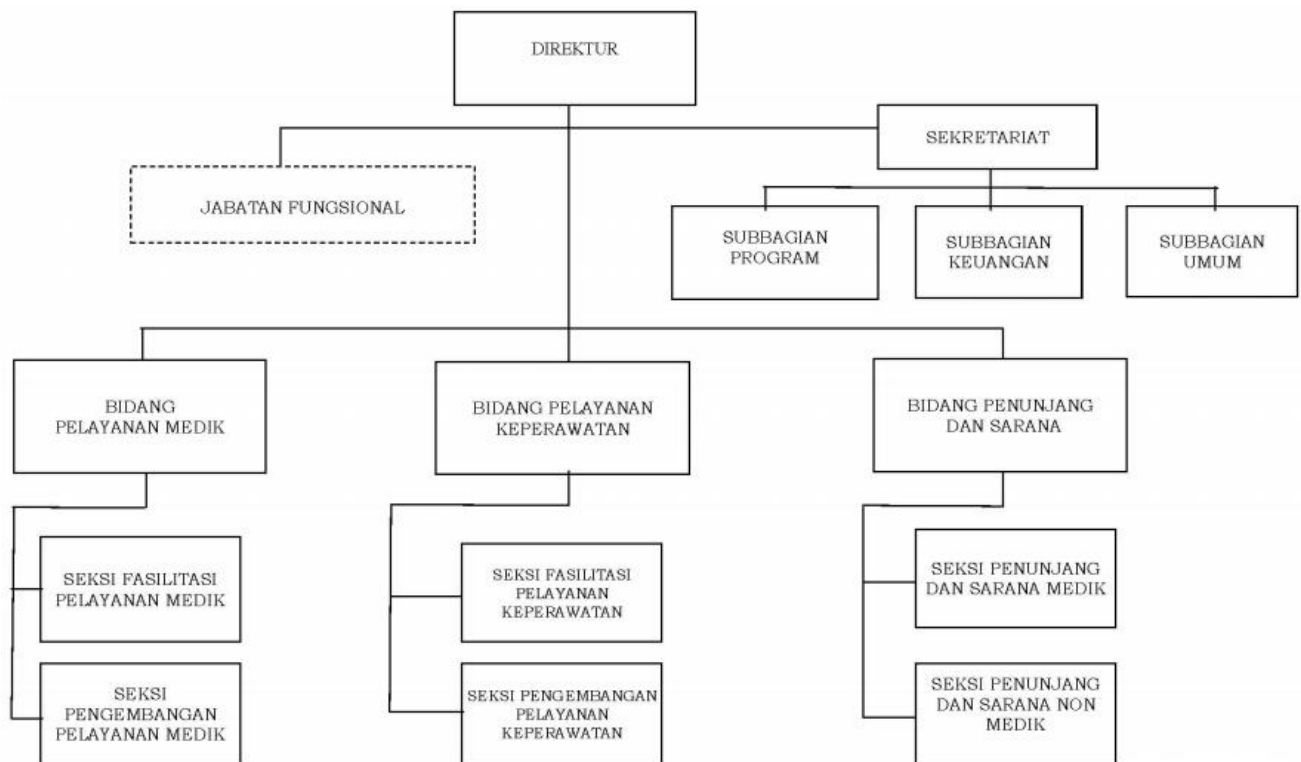 DIREKTUR
SEKRETARIAT
JABATAN FUNGSIONAL
SUBBAGIAN
PROGRAM
SUBBAGIAN
KEUANGAN
SUBBAGIAN
UMUM
BIDANG
PELAYANAN MEDIK
BIDANG PELAYANAN
KEPERAWATAN
BIDANG PENUNJANG
DAN SARANA
SEKSI FASILITASI
PELAYANAN MEDIK
SEKSI FASILITASI
PELAYANAN
KEPERAWATAN
SEKSI PENUNJANG
DAN SARANA MEDIK
SEKSI
PENGEMBANGAN
PELAYANAN MEDIK
SEKSI PENGEMBANGAN
PELAYANAN
KEPERAWATAN
SEKSI PENUNJANG
DAN SARANA NON
MEDIK